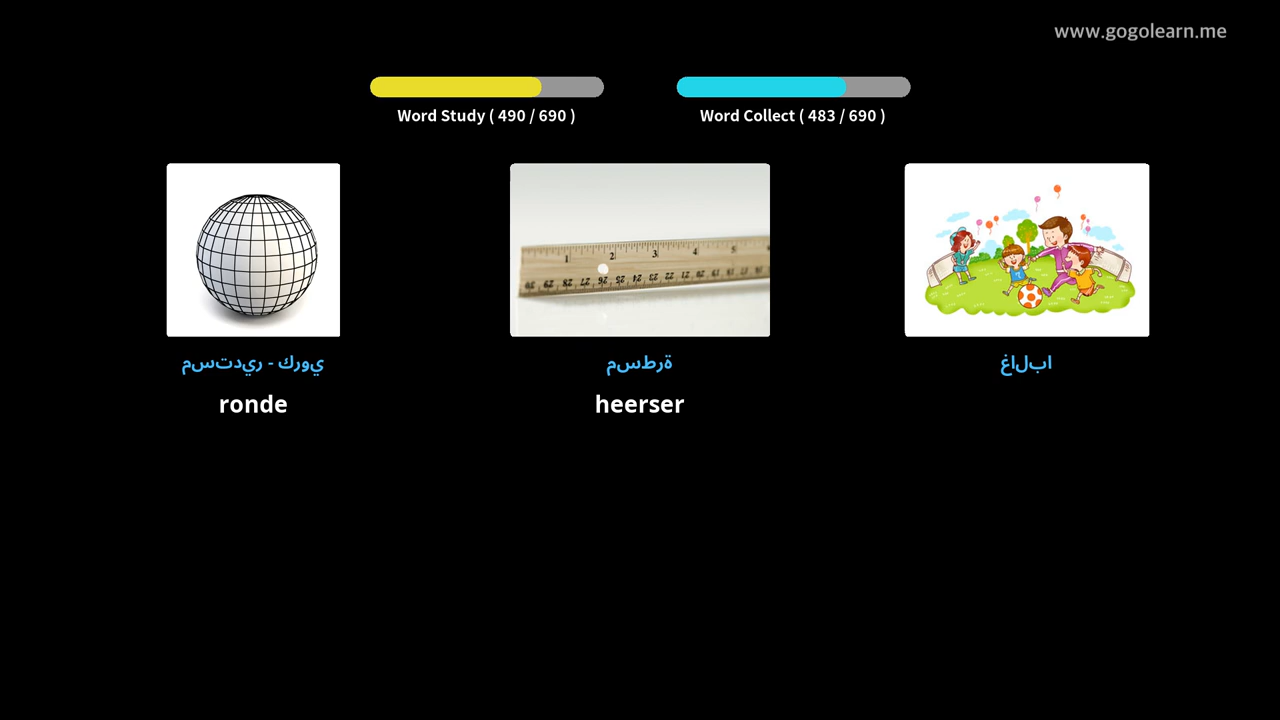 www.gogolearn.me
Word Study ( 490 / 690 )
Word Collect ( 483 / 690 )
مستدير - كروي
مسطرة
غالبا
ronde
heerser